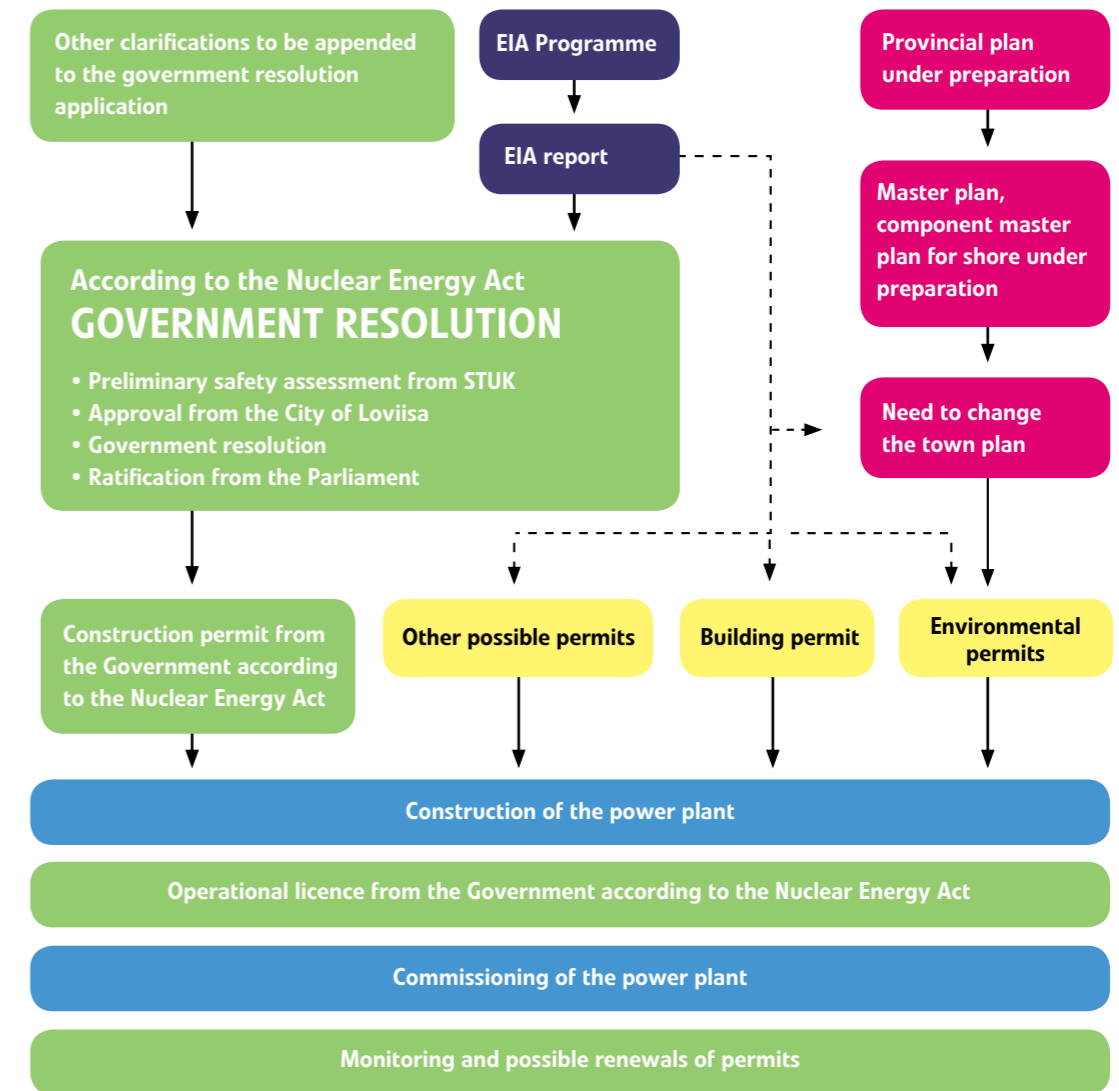 Other clarifications to be appended
to the government resolution
application
EIA Programme
EIA report
Provincial plan
under preparation
Master plan,
component master
plan for shore under
preparation
Need to change
the town plan
According to the Nuclear Energy Act
GOVERNMENT RESOLUTION
• Preliminary safety assessment from STUK
• Approval from the City of Loviisa
• Government resolution
• Ratification from the Parliament
Construction permit from
the Government according
to the Nuclear Energy Act
Other possible permits
Building permit
Environmental
permits
Construction of the power plant
Operational licence from the Government according to the Nuclear Energy Act
Commissioning of the power plant
Monitoring and possible renewals of permits